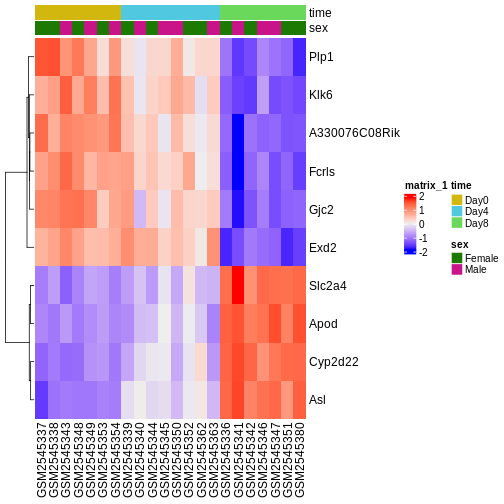 time
sex
Plp1
Klk6
A330076C08Rik
Fcrls
Gjc2
Exd2
Slc2a4
Apod
Cyp2d22
Asl
matrix_1
2
1
0
-1
-2
time
Day0
Day4
Day8
sex
Female
Male
GSM2545337
GSM2545338
GSM2545343
GSM2545348
GSM2545349
GSM2545353
GSM2545354
GSM2545339
GSM2545340
GSM2545344
GSM2545345
GSM2545350
GSM2545352
GSM2545362
GSM2545363
GSM2545336
GSM2545341
GSM2545342
GSM2545346
GSM2545347
GSM2545351
GSM2545380